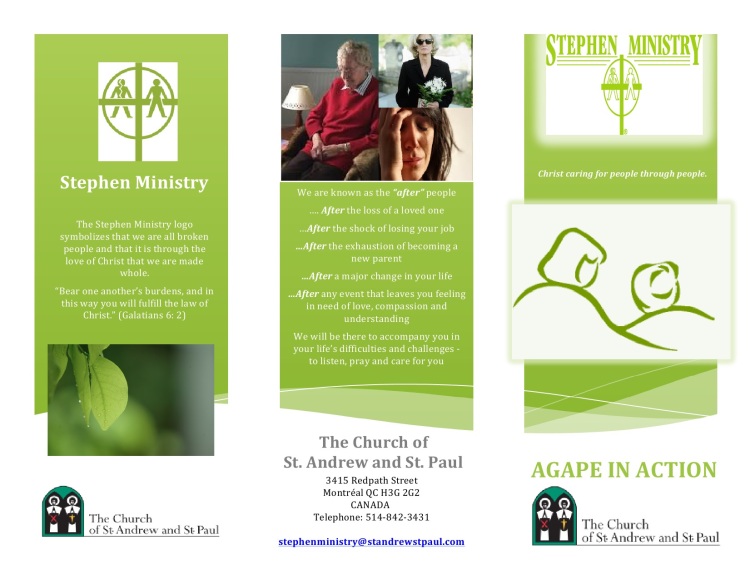 Stephen Ministry
The Stephen Ministry logo
symbolizes that we are all broken
people and that it is through the
love of Christ that we are made
whole.
"Bear one another's burdens, and in
this way you will fulfill the law of
Christ." (Galatians 6: 2)
The Church
of St Andrew and St Paul
We are known as the "after" people
.... After the loss of a loved one
...After the shock of losing your job
...After the exhaustion of becoming a
new parent
...After a major change in your life
...After any event that leaves you feeling
in need of love, compassion and
understanding
We will be there to accompany you in
your life's difficulties and challenges -
to listen, pray and care for you
The Church of
St. Andrew and St. Paul
3415 Redpath Street
Montréal QC H3G 2G2
CANADA
Telephone: 514-842-3431
stephenministry@standrewstpaul.com
STEPHEN MINISTRY
Christ caring for people through people.
AGAPE IN ACTION
The Church
of St Andrew and St Paul